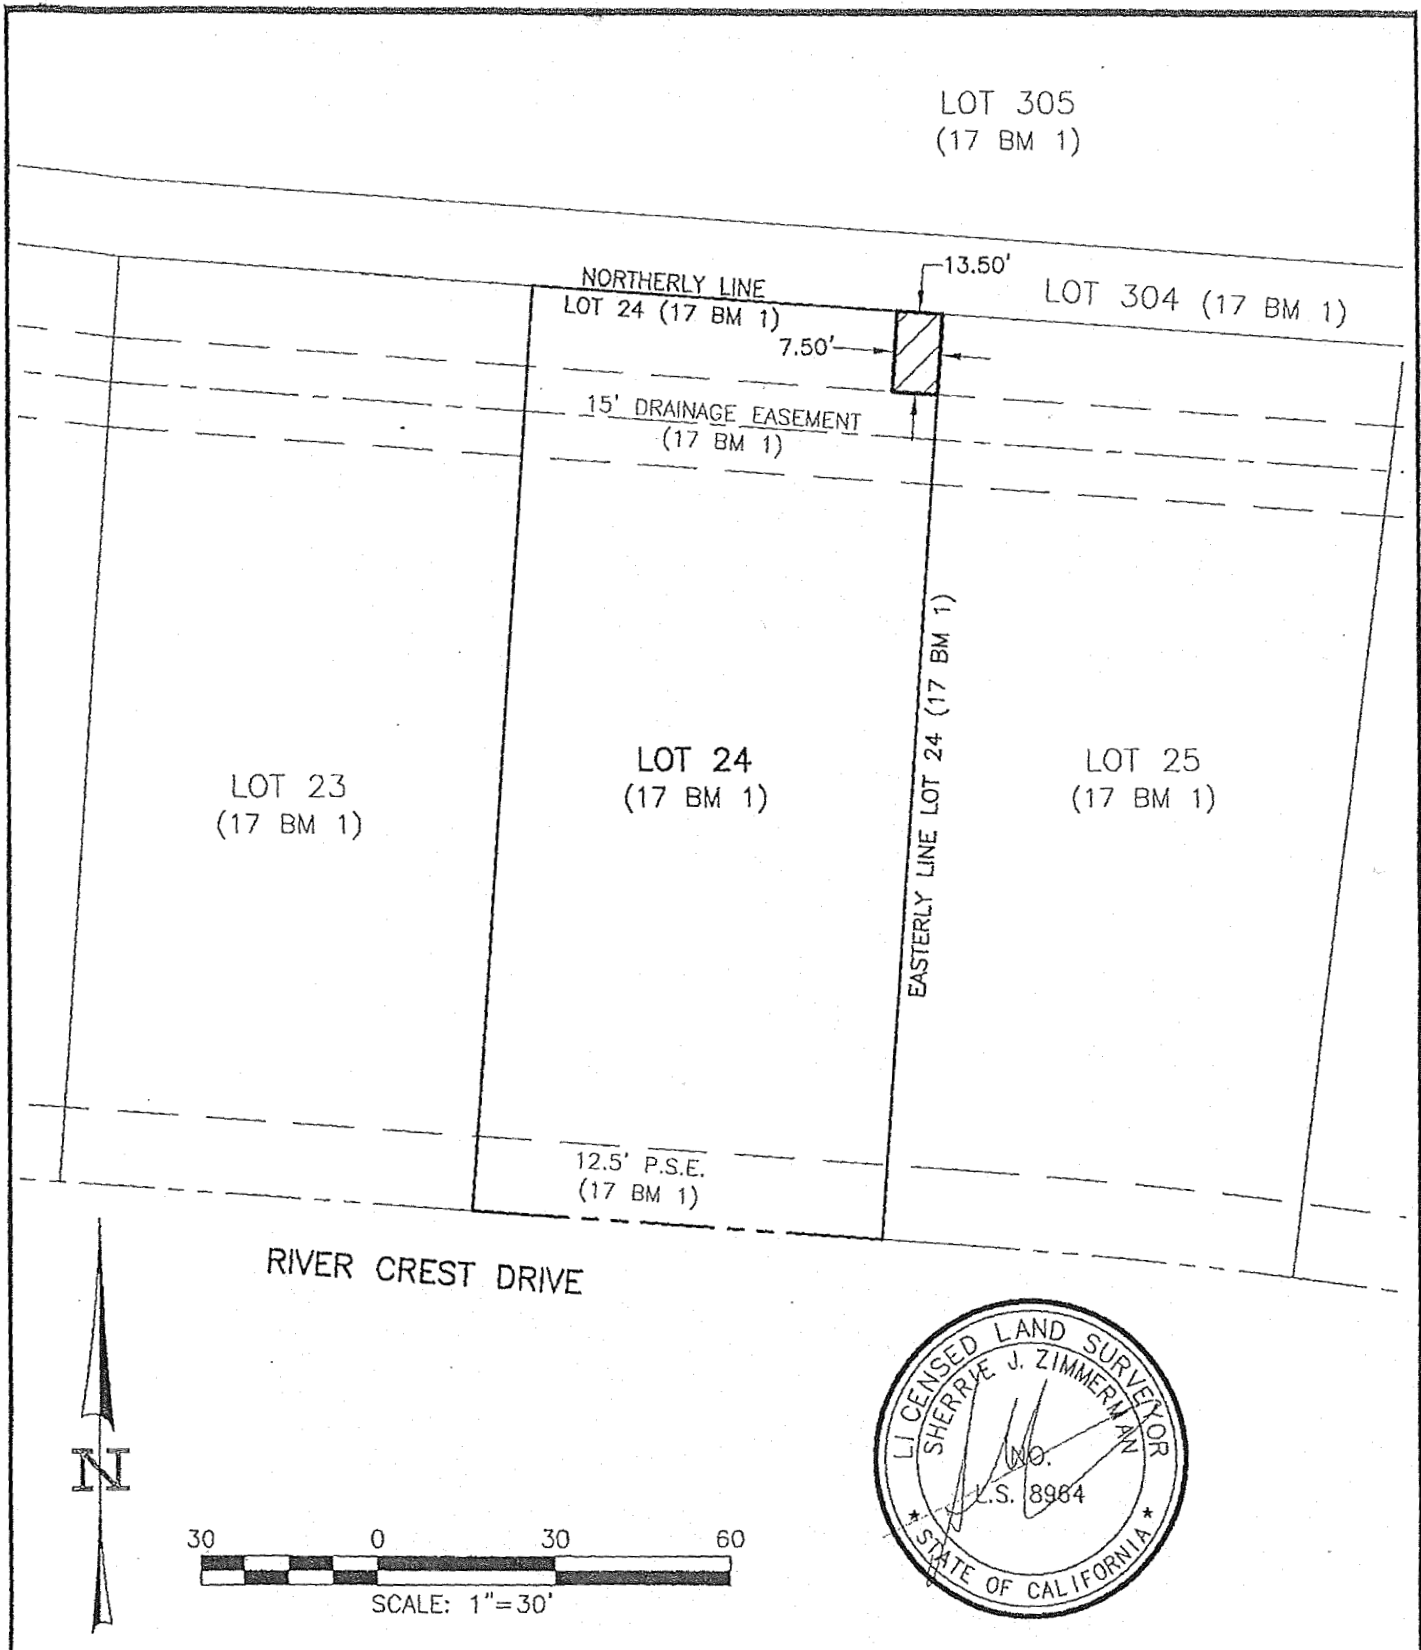 LOT 305
(17 BM 1)
13.50'
NORTHERLY LINE
LOT 24 (17 BM 1)
LOT 304 (17 BM 1)
7.50'
15' DRAINAGE EASEMENT
(17 BM 1)
EASTERLY LINE LOT 24 (17 BM 1)
LOT 23
(17 BM 1)
LOT 24
(17 BM 1)
LOT 25
(17 BM 1)
12.5' P.S.E.
(17 BM 1)
RIVER CREST DRIVE
N
30 0 30 60
SCALE: 1"=30'
LICENSED LAND SURVEYOR
SHERRIE J. ZIMMERMAN
NO.
L.S. 8964
STATE OF CALIFORNIA